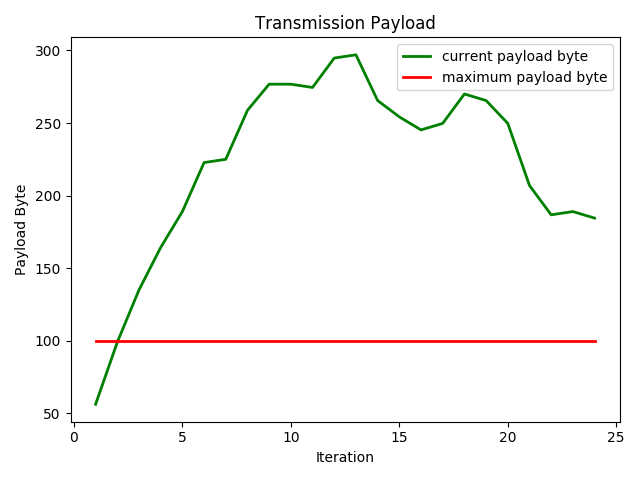 Transmission Payload
current payload byte
maximum payload byte
300
250
200
150
100
50
Payload Byte
0 5 10 15 20 25
Iteration